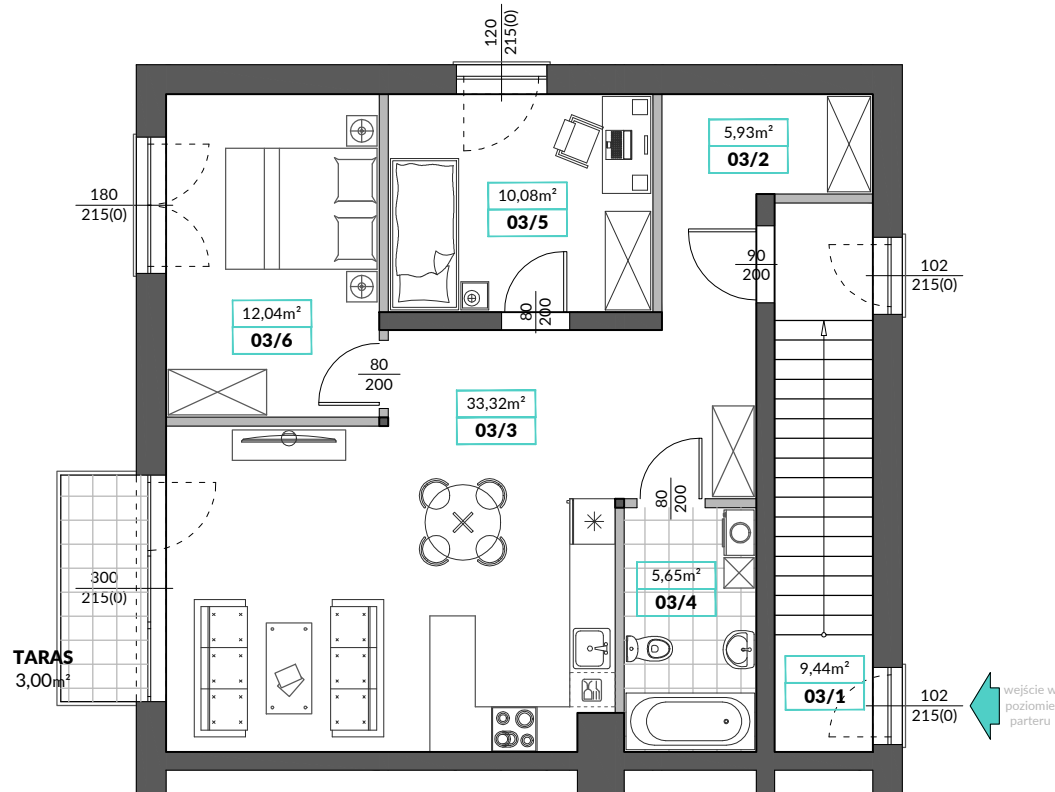 120
215(0)
5,93m²
03/2
10,08m²
03/5
180
215(0)
90
200
102
215(0)
12,04m²
03/6
80
200
80
200
33,32m²
03/3
80
200
300
215(0)
5,65m²
03/4
TARAS
3,00m²
9,44m²
03/1
102
215(0)
wejście w
poziomie
parteru